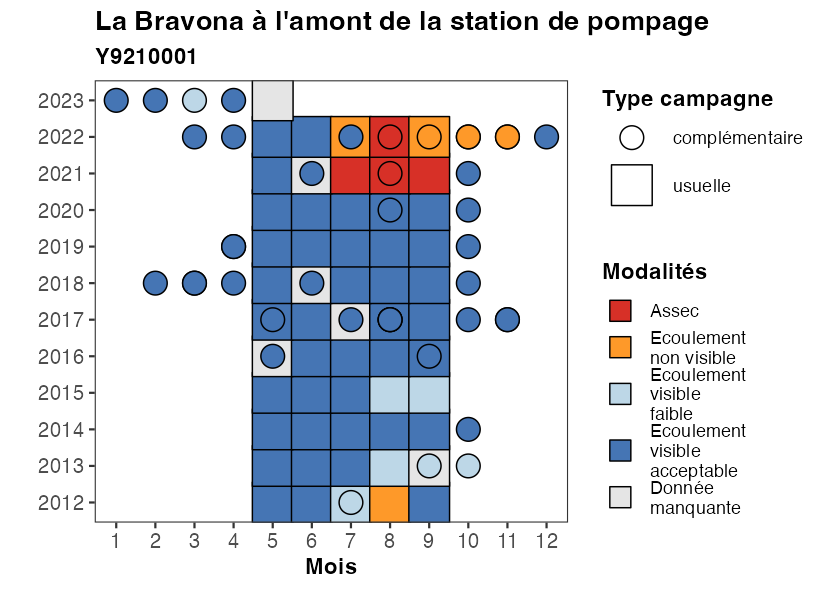 La Bravona à l'amont de la station de pompage
Y9210001
2023
2022
2021
2020
2019
2018
2017
2016
2015
2014
2013
2012
1 2 3 4 5 6 7 8 9 10 11 12
Mois
Type campagne
complémentaire
usuelle
Modalités
Assec
Ecoulement
non visible
Ecoulement
visible
faible
Ecoulement
visible
acceptable
Donnée
manquante